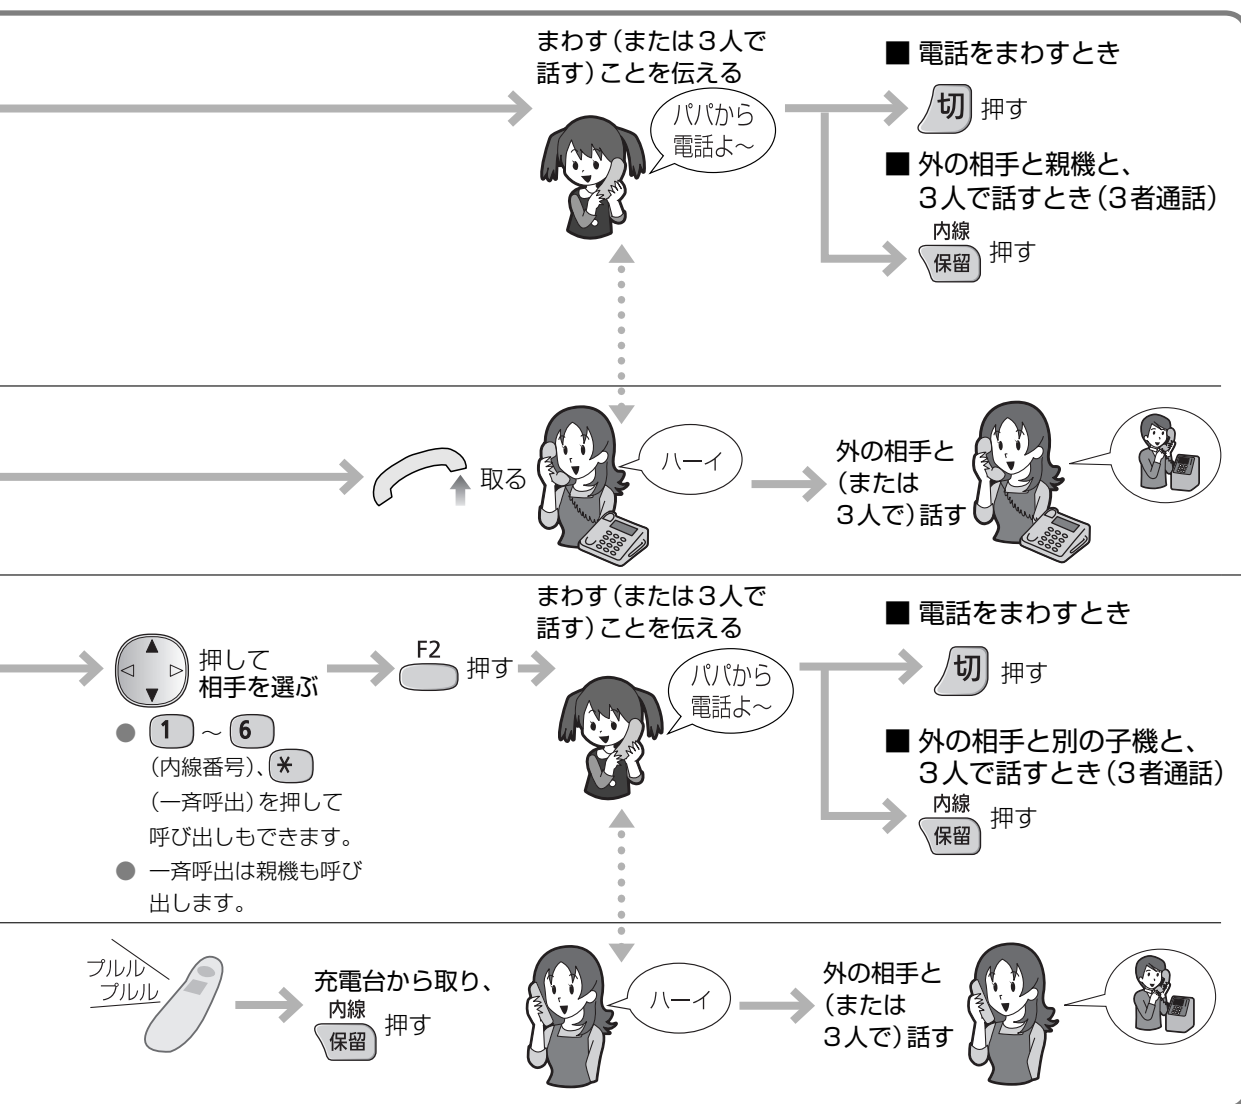 まわす(または3人で
話す)ことを伝える
パパから
電話よ～
■ 電話をまわすとき
切 押す
■ 外の相手と親機と、
3人で話すとき(3者通話)
内線
保留 押す
取る
ハーイ
外の相手と
(または
3人で)話す
押して
相手を選ぶ
● 1 ～ 6
(内線番号)、*
(一斉呼出)を押して
呼び出しもできます。
● 一斉呼出は親機も呼び
出します。
F2
押す
まわす(または3人で
話す)ことを伝える
パパから
電話よ～
■ 電話をまわすとき
切 押す
■ 外の相手と別の子機と、
3人で話すとき(3者通話)
内線
保留 押す
プルル
プルル
充電台から取り、
内線
保留 押す
ハーイ
外の相手と
(または
3人で)話す